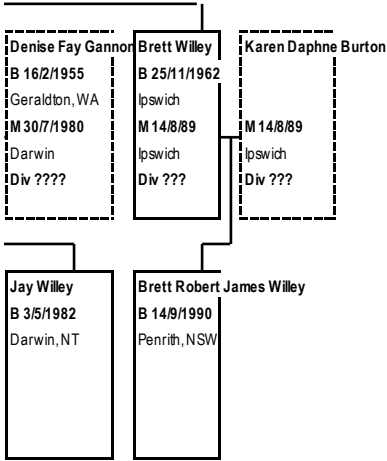 Denise Fay Gannon
B 16/2/1955
Geraldton, WA
M 30/7/1980
Darwin
Div ????
Brett Willey
B 25/11/1962
Ipswich
M 14/8/89
Ipswich
Div ???
Karen Daphne Burton
M 14/8/89
Ipswich
Div ???
Jay Willey
B 3/5/1982
Darwin, NT
Brett Robert James Willey
B 14/9/1990
Penrith, NSW